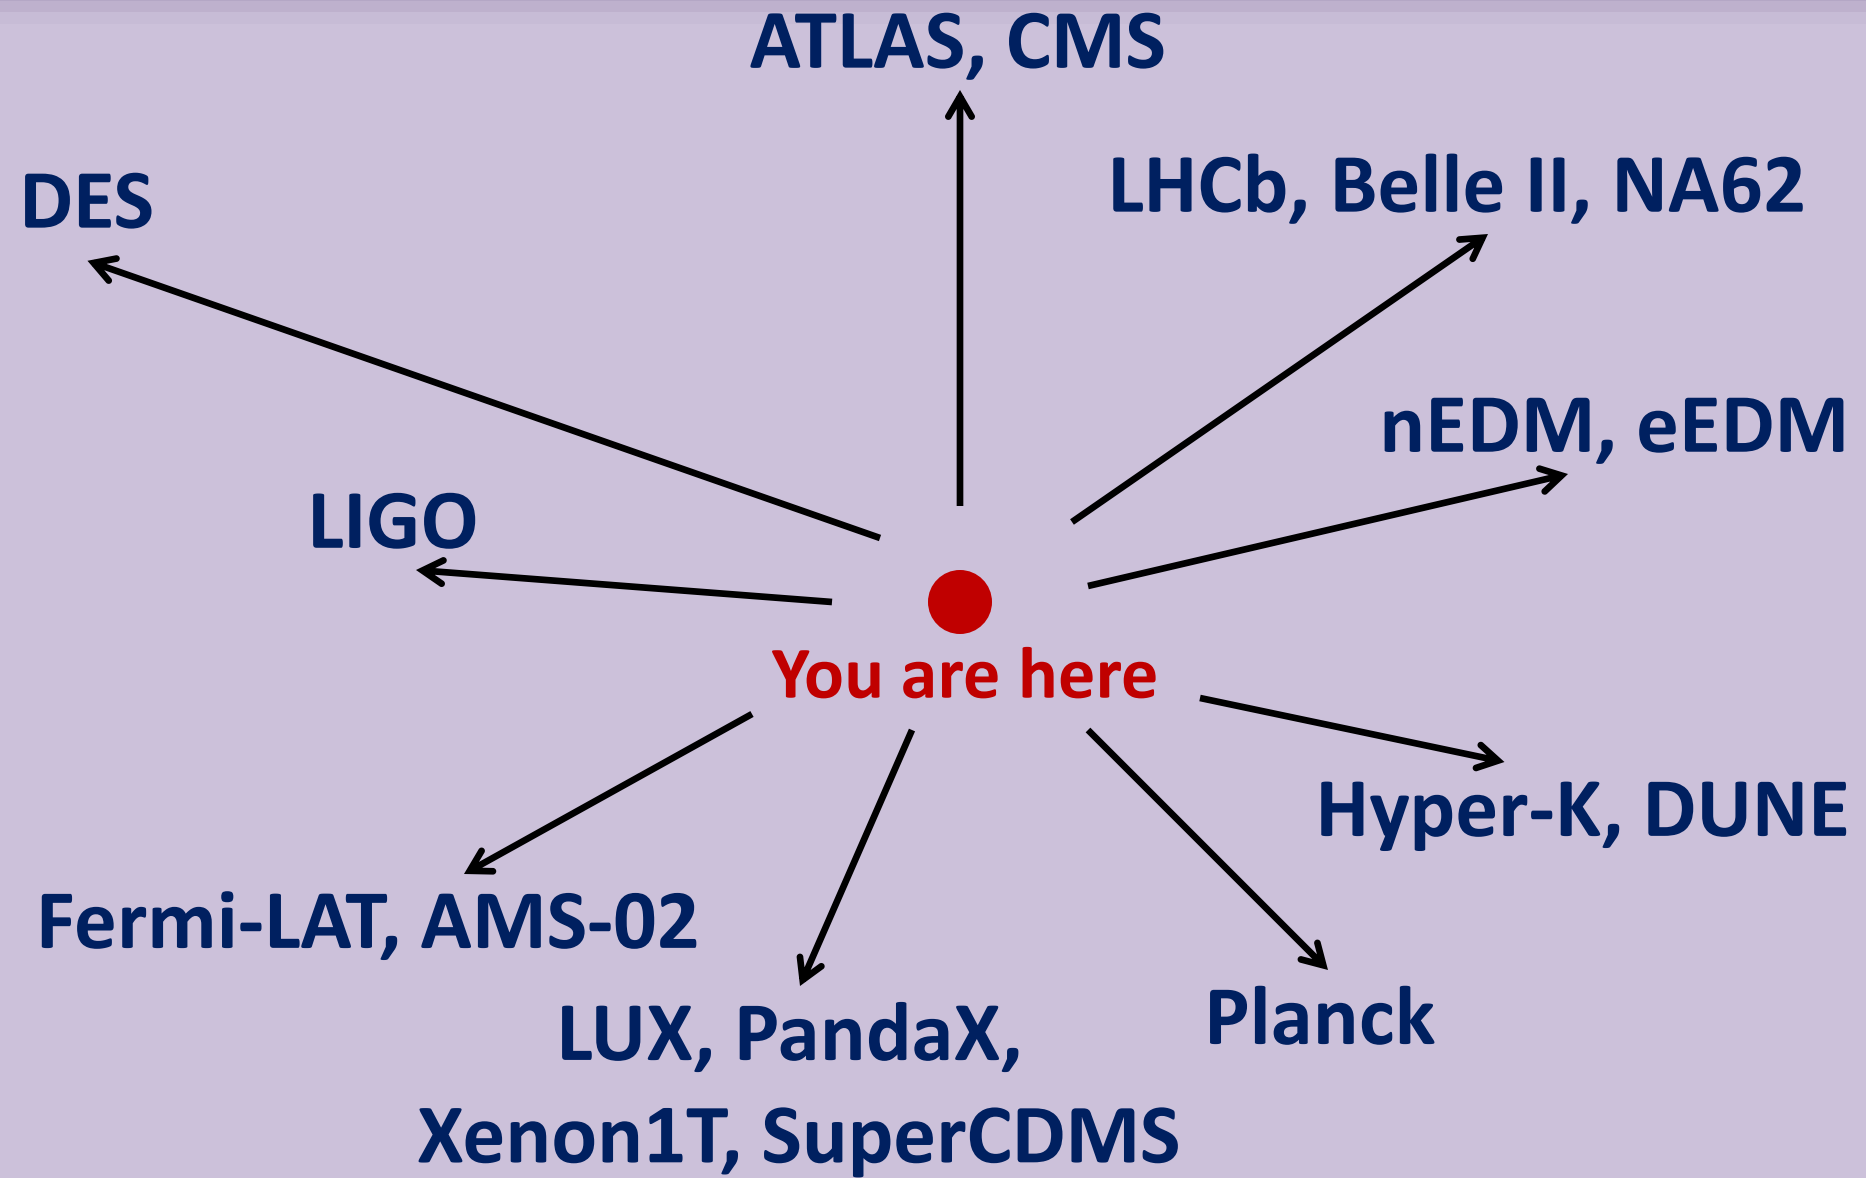 ATLAS, CMS
LHCb, Belle II, NA62
DES
nEDM, eEDM
LIGO
You are here
Hyper-K, DUNE
Fermi-LAT, AMS-02
Planck
LUX, PandaX,
Xenon1T, SuperCDMS